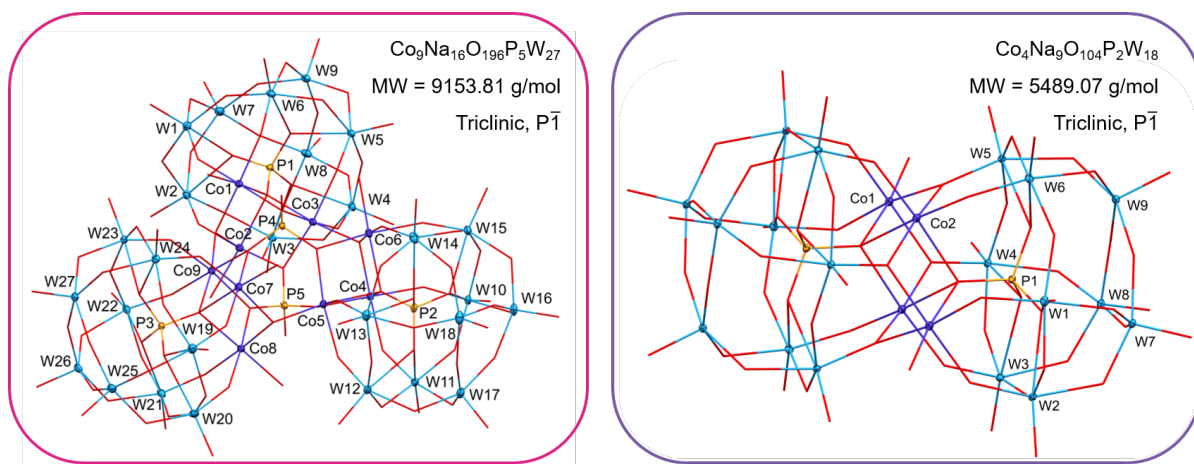 Co₉Na₁₆O₁₉₆P₅W₂₇
MW = 9153.81 g/mol
Triclinic, P1̅
W9
W6
W7
W1
W5
P1
W8
W2
Co1
Co3
W4
P4
W23
Co2
W3
Co6
W14
W15
W24
Co9
Co7
W27
P5
Co4
W10
W22
Co5
P2
W16
P3
W19
W13
W18
Co8
W26
W25
W21
W12
W11
W17
W20
Co₄Na₉O₁₀₄P₂W₁₈
MW = 5489.07 g/mol
Triclinic, P1̅
W5
W6
Co1
W9
Co2
W4
P1
W8
W1
W7
W3
W2